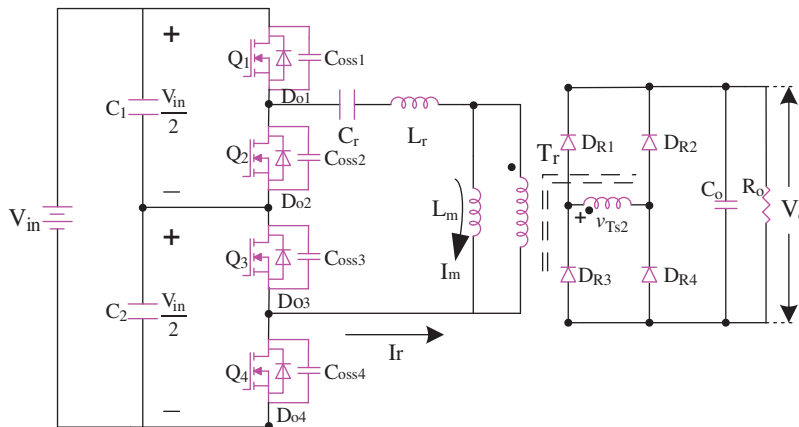 +
Q1
Coss1
Do1
C1
Vin
2
Cr
Lr
Q2
Coss2
−
Do2
Vin
+
Q3
Coss3
Do3
C2
Vin
2
Q4
Coss4
−
Do4
Lm
Im
Ir
Tr
DR1
DR2
+
vTs2
DR3
DR4
Co
Ro